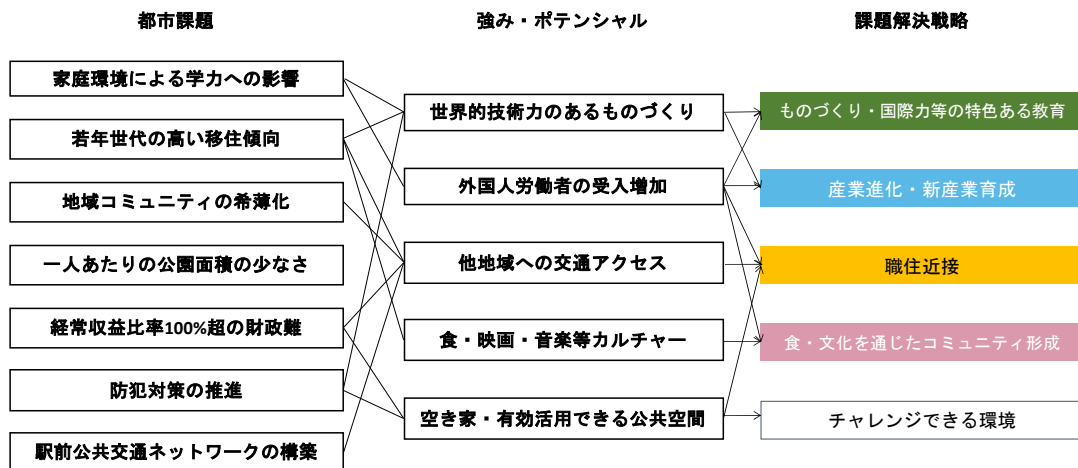 都市課題
強み・ポテンシャル
課題解決戦略
家庭環境による学力への影響
若年世代の高い移住傾向
地域コミュニティの希薄化
一人あたりの公園面積の少なさ
経常収益比率100%超の財政難
防犯対策の推進
駅前公共交通ネットワークの構築
世界的技術力のあるものづくり
外国人労働者の受入増加
他地域への交通アクセス
食・映画・音楽等カルチャー
空き家・有効活用できる公共空間
ものづくり・国際力等の特色ある教育
産業進化・新産業育成
職住近接
食・文化を通じたコミュニティ形成
チャレンジできる環境